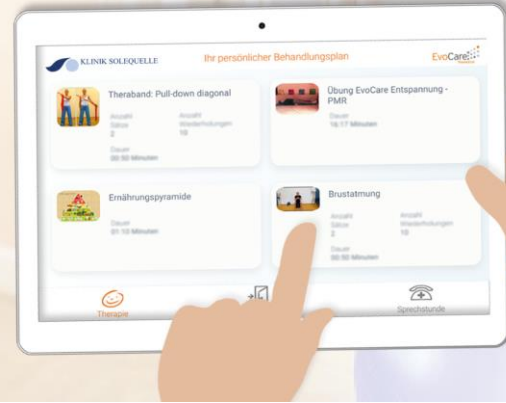 KLINIK SOLEQUELLE
Ihr persönlicher Behandlungsplan
EvoCare
Theraband: Pull-down diagonal
Anzahl
Sätze
2
Anzahl
Wiederholungen
10
Dauer
00:50 Minuten
Übung EvoCare Entspannung -
PMR
Dauer
16:17 Minuten
Ernährungspyramide
Dauer
01:10 Minuten
Brustatmung
Anzahl
Sätze
2
Anzahl
Wiederholungen
10
Dauer
00:50 Minuten
Therapie
Sprechstunde